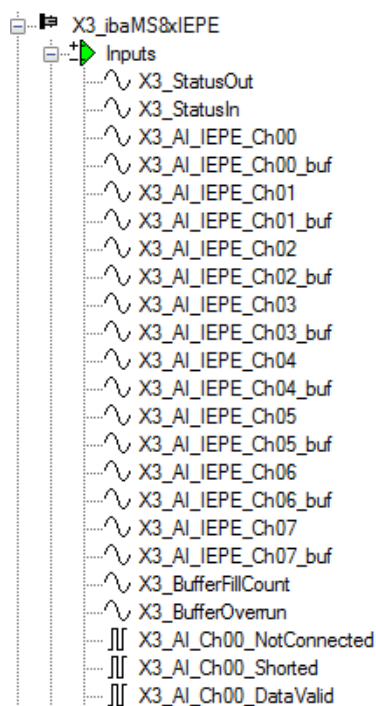 X3_ibaMS8xIEPE
Inputs
X3_StatusOut
X3_StatusIn
X3_AI_IEPE_Ch00
X3_AI_IEPE_Ch00_buf
X3_AI_IEPE_Ch01
X3_AI_IEPE_Ch01_buf
X3_AI_IEPE_Ch02
X3_AI_IEPE_Ch02_buf
X3_AI_IEPE_Ch03
X3_AI_IEPE_Ch03_buf
X3_AI_IEPE_Ch04
X3_AI_IEPE_Ch04_buf
X3_AI_IEPE_Ch05
X3_AI_IEPE_Ch05_buf
X3_AI_IEPE_Ch06
X3_AI_IEPE_Ch06_buf
X3_AI_IEPE_Ch07
X3_AI_IEPE_Ch07_buf
X3_BufferFillCount
X3_BufferOverrun
X3_AI_Ch00_NotConnected
X3_AI_Ch00_Shorted
X3_AI_Ch00_DataValid